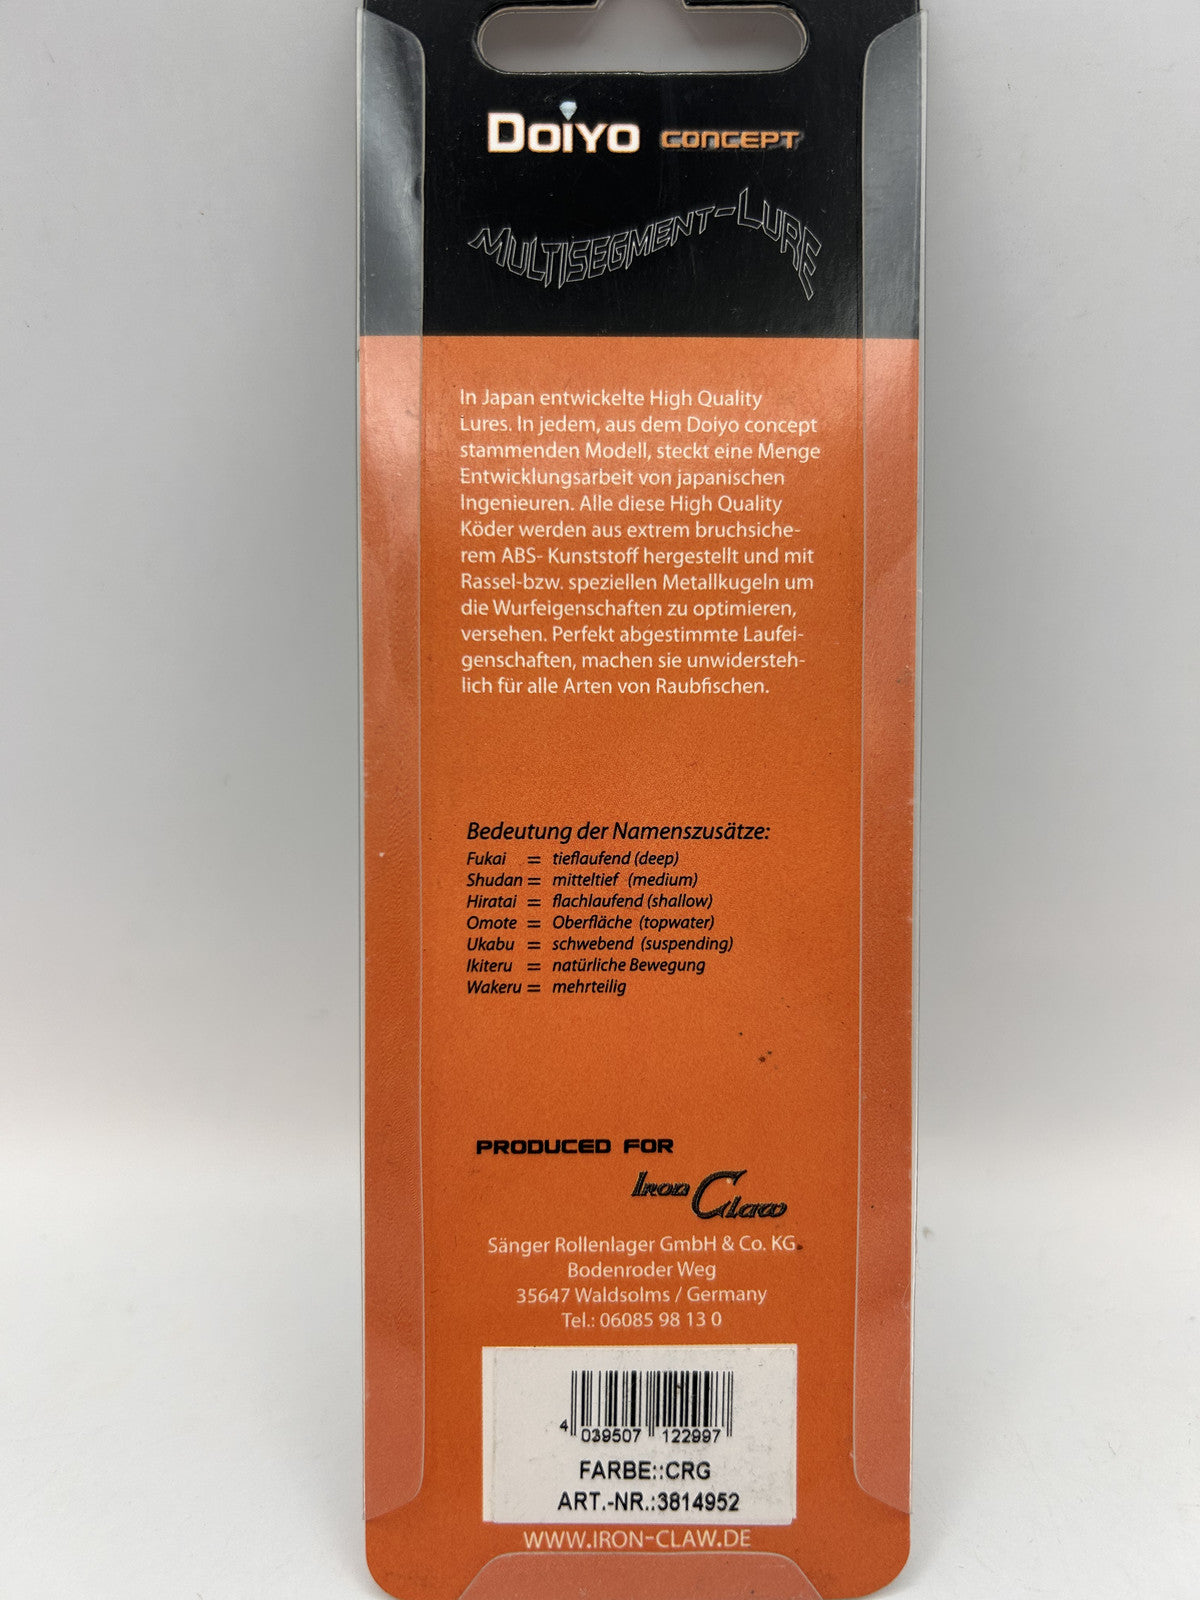 DOIYO CONCEPT
MULTISEGMENT-LURE
In Japan entwickelte High Quality
Lures. In jedem, aus dem Doiyo concept
stammenden Modell, steckt eine Menge
Entwicklungsarbeit von japanischen
Ingenieuren. Alle diese High Quality
Köder werden aus extrem bruchsiche-
rem ABS- Kunststoff hergestellt und mit
Rassel-bzw. speziellen Metallkugeln um
die Wurfeigenschaften zu optimieren,
versehen. Perfekt abgestimmte Laufei-
genschaften, machen sie unwidersteh-
lich für alle Arten von Raubfischen.
Bedeutung der Namenszusätze:
Fukai = tieflaufend (deep)
Shudan = mitteltief (medium)
Hiratai = flachlaufend (shallow)
Omote = Oberfläche (topwater)
Ukabu = schwebend (suspending)
Ikiteru = natürliche Bewegung
Wakeru = mehrteilig
PRODUCED FOR
Iron Claw
Sänger Rollenlager GmbH & Co. KG.
Bodenroder Weg
35647 Waldsolms / Germany
Tel.: 06085 98 13 0
4 039507 122997
FARBE::CRG
ART.-NR.:3814952
WWW.IRON-CLAW.DE